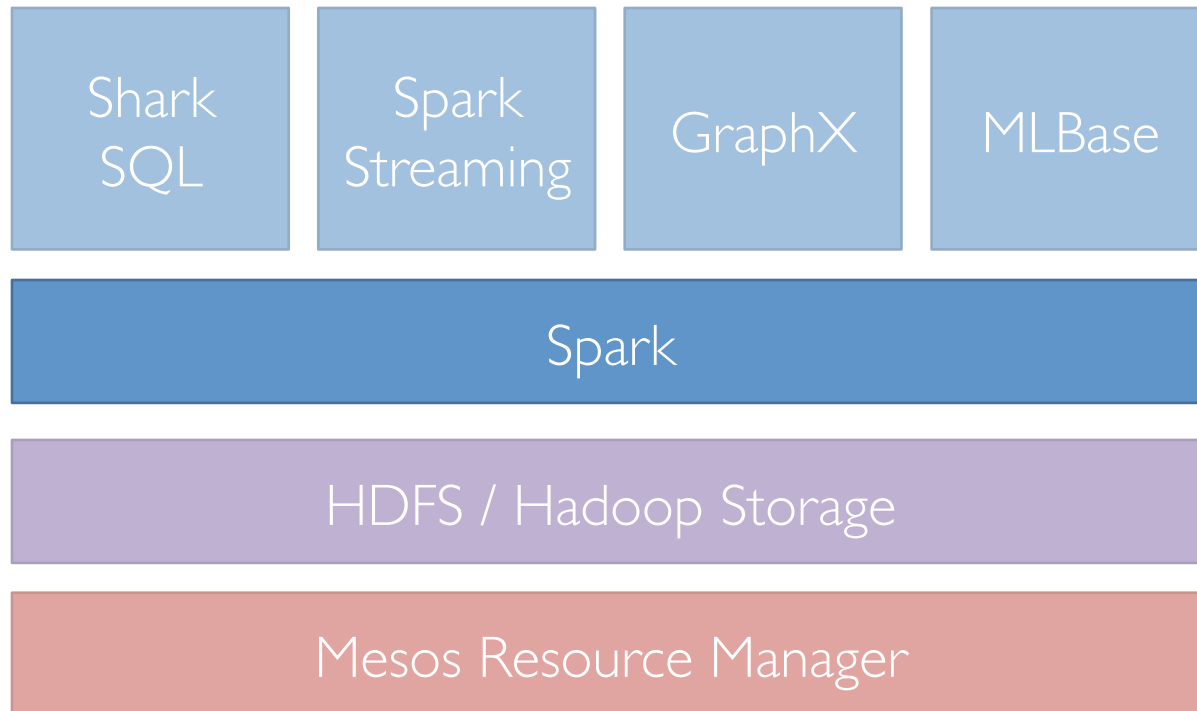 Shark
SQL
Spark
Streaming
GraphX
MLBase
Spark
HDFS / Hadoop Storage
Mesos Resource Manager